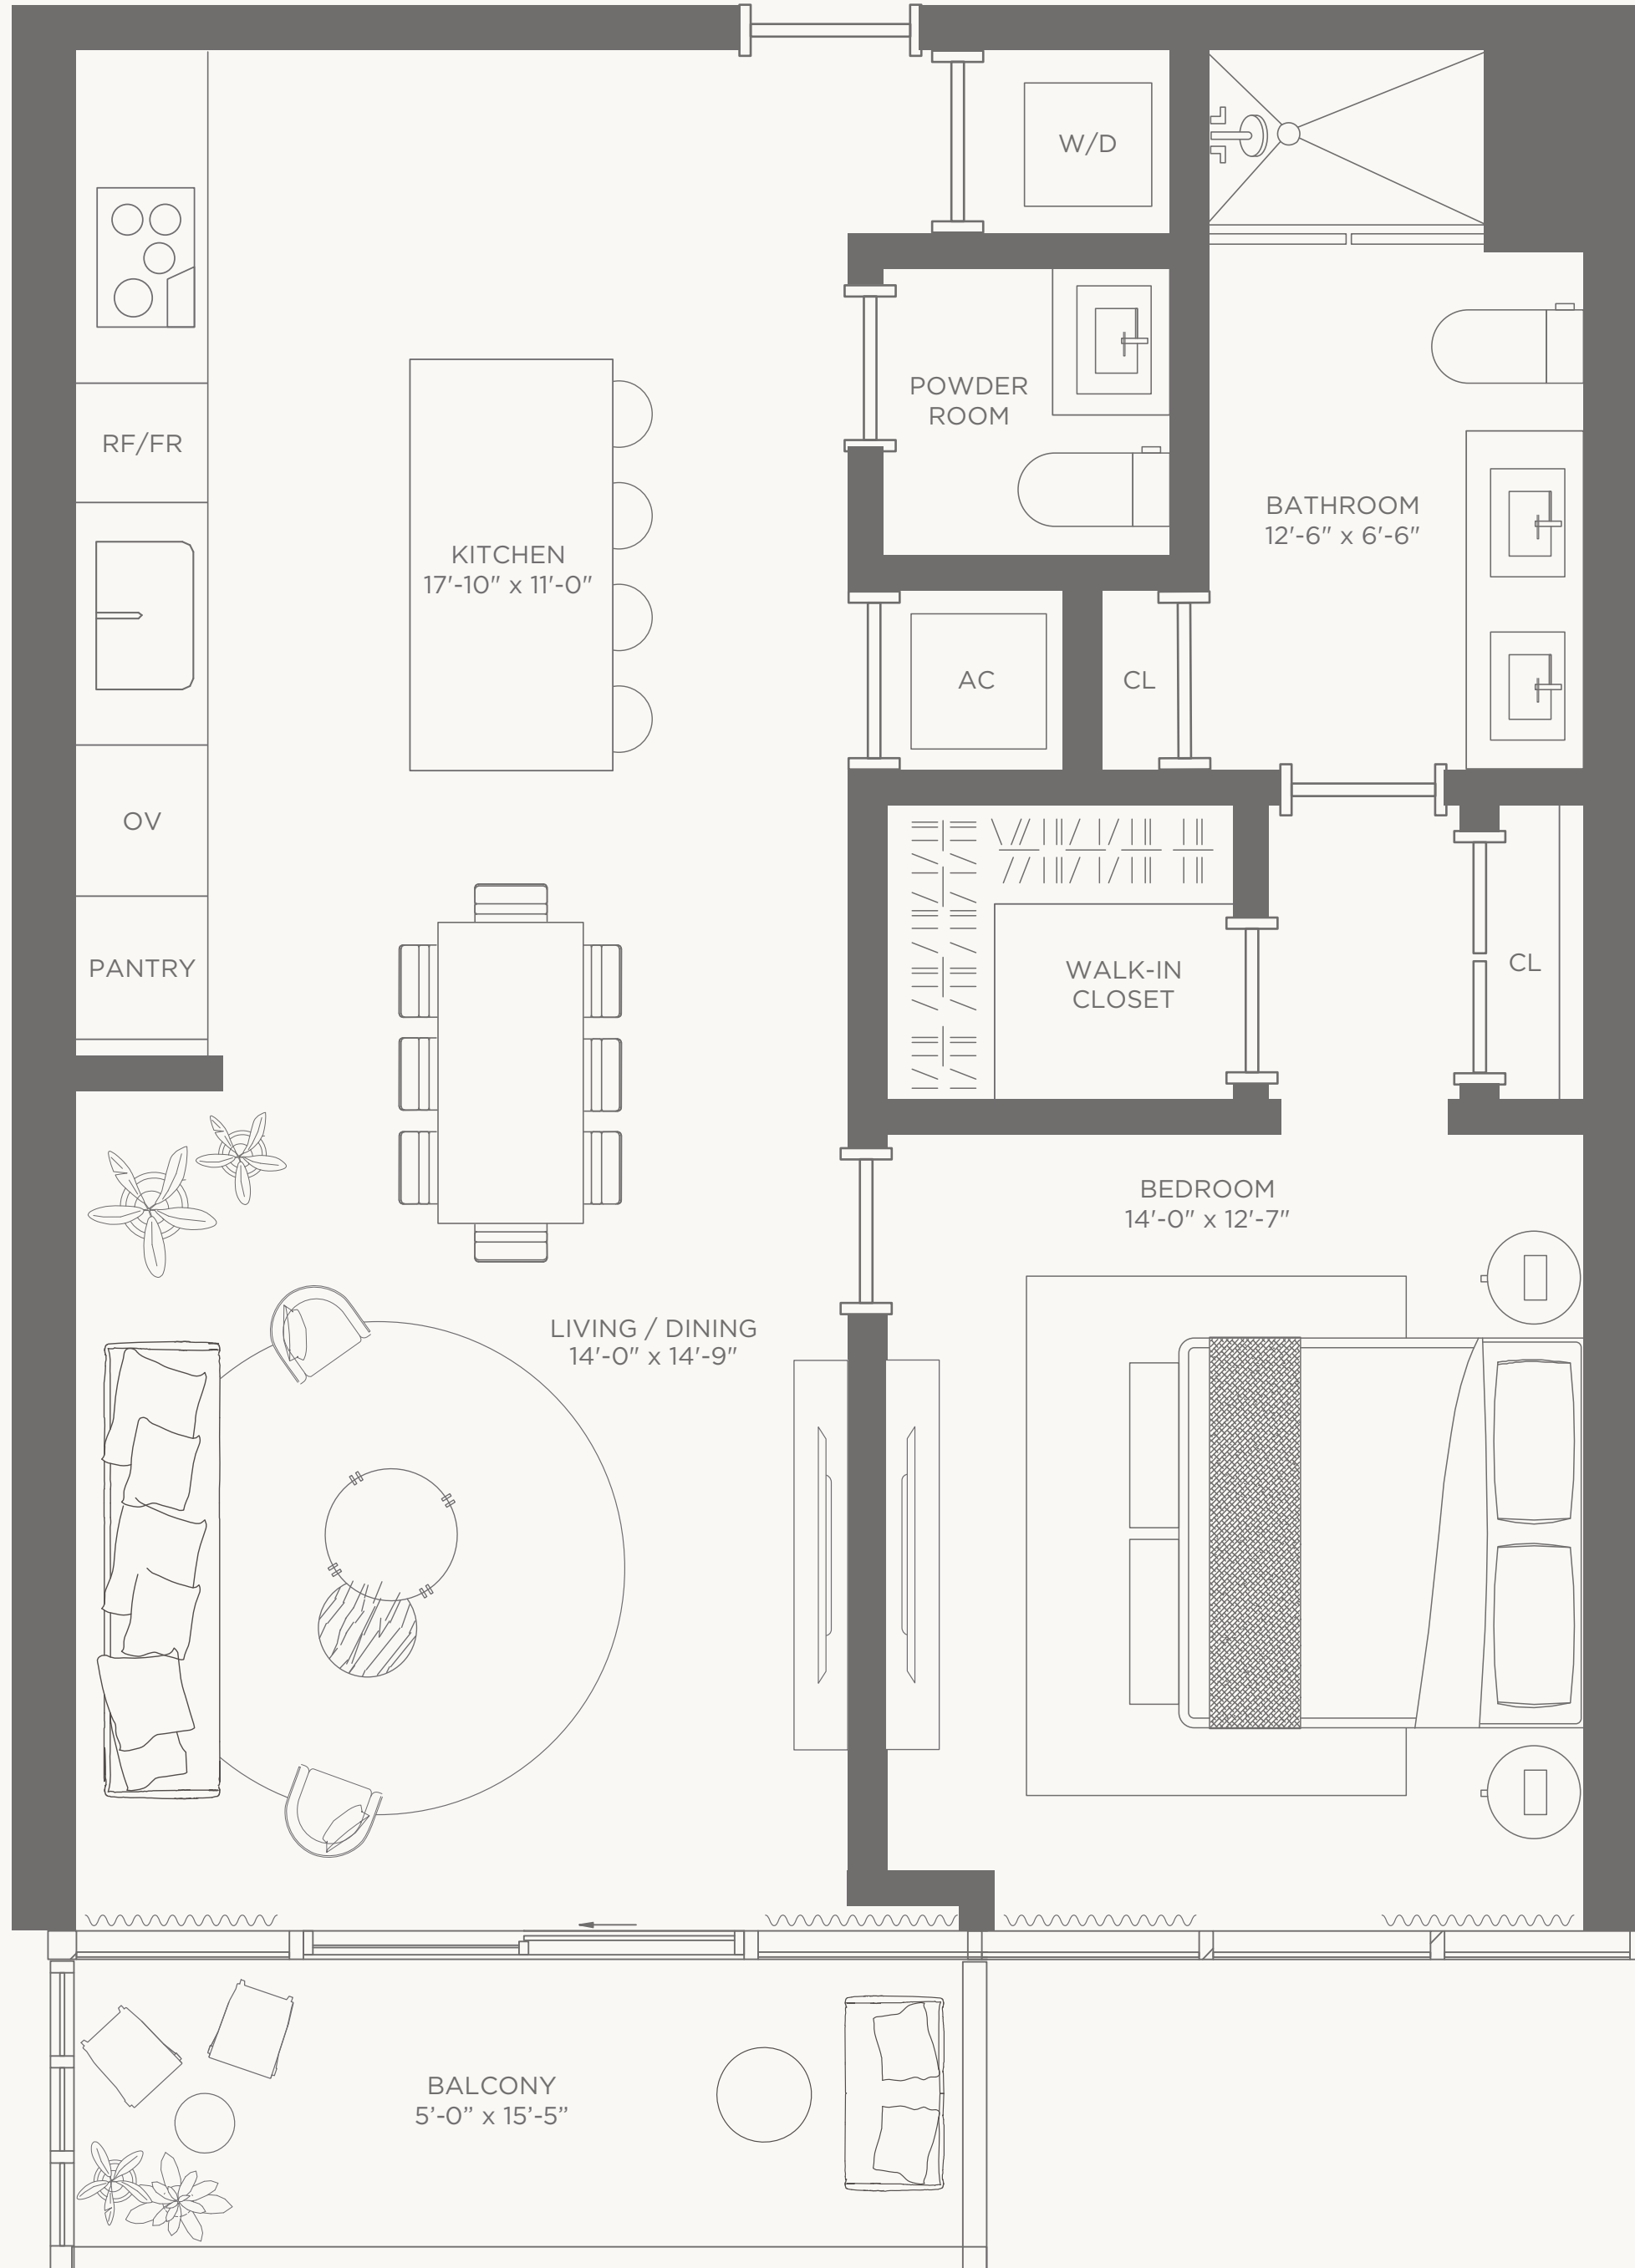 W/D
POWDER
ROOM
RF/FR
BATHROOM
12'-6" x 6'-6"
KITCHEN
17'-10" x 11'-0"
AC
CL
OV
PANTRY
WALK-IN
CLOSET
CL
BEDROOM
14'-0" x 12'-7"
LIVING / DINING
14'-0" x 14'-9"
BALCONY
5’-0” x 15’-5”